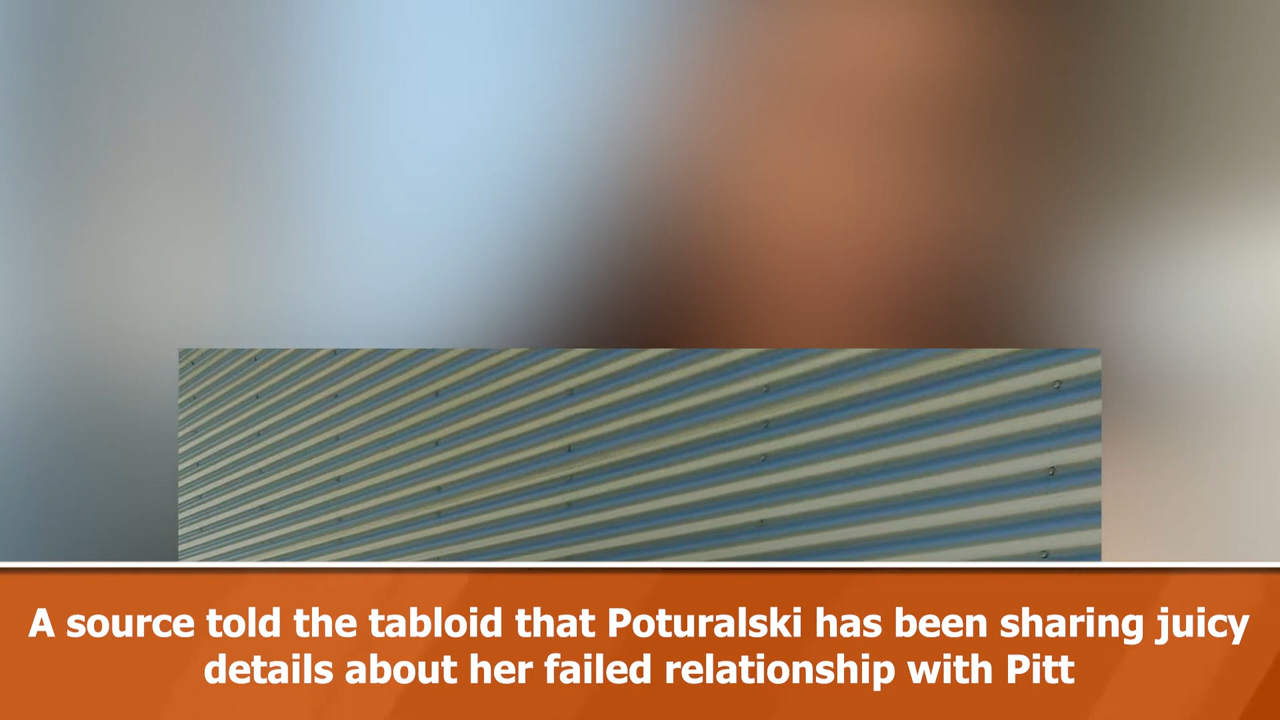 A source told the tabloid that Poturalski has been sharing juicy
details about her failed relationship with Pitt